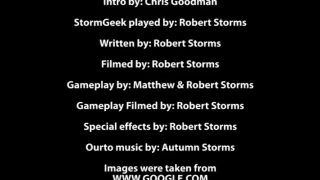 Intro by: Chris Goodman
StormGeek played by: Robert Storms
Written by: Robert Storms
Filmed by: Robert Storms
Gameplay by: Matthew & Robert Storms
Gameplay Filmed by: Robert Storms
Special effects by: Robert Storms
Ourto music by: Autumn Storms
Images were taken from
WWW.GOOGLE.COM